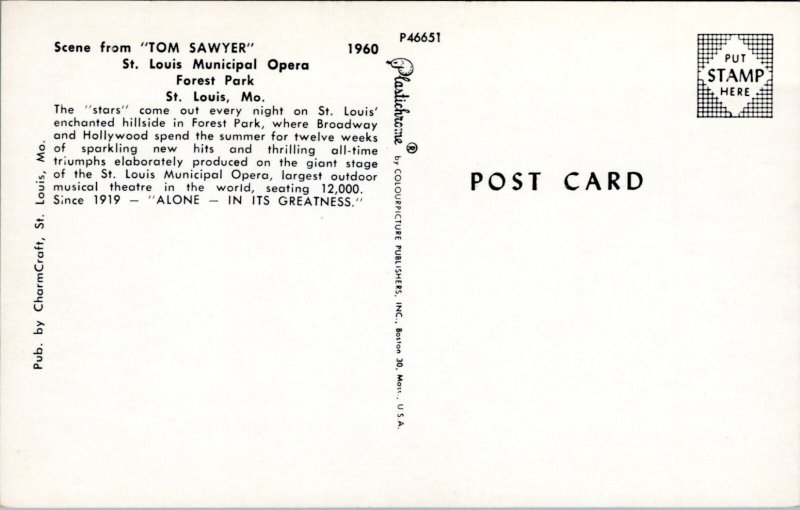 Scene from "TOM SAWYER" 1960
St. Louis Municipal Opera
Forest Park
St. Louis, Mo.
The "stars" come out every night on St. Louis'
enchanted hillside in Forest Park, where Broadway
and Hollywood spend the summer for twelve weeks
of sparkling new hits and thrilling all-time
triumphs elaborately produced on the giant stage
of the St. Louis Municipal Opera, largest outdoor
musical theatre in the world, seating 12,000.
Since 1919 — "ALONE — IN ITS GREATNESS."
Pub. by CharmCraft, St. Louis, Mo.
P46651
Plastichrome ® by COLOURPICTURE PUBLISHERS, INC., Boston 30, Mass., U.S.A.
PUT
STAMP
HERE
POST CARD